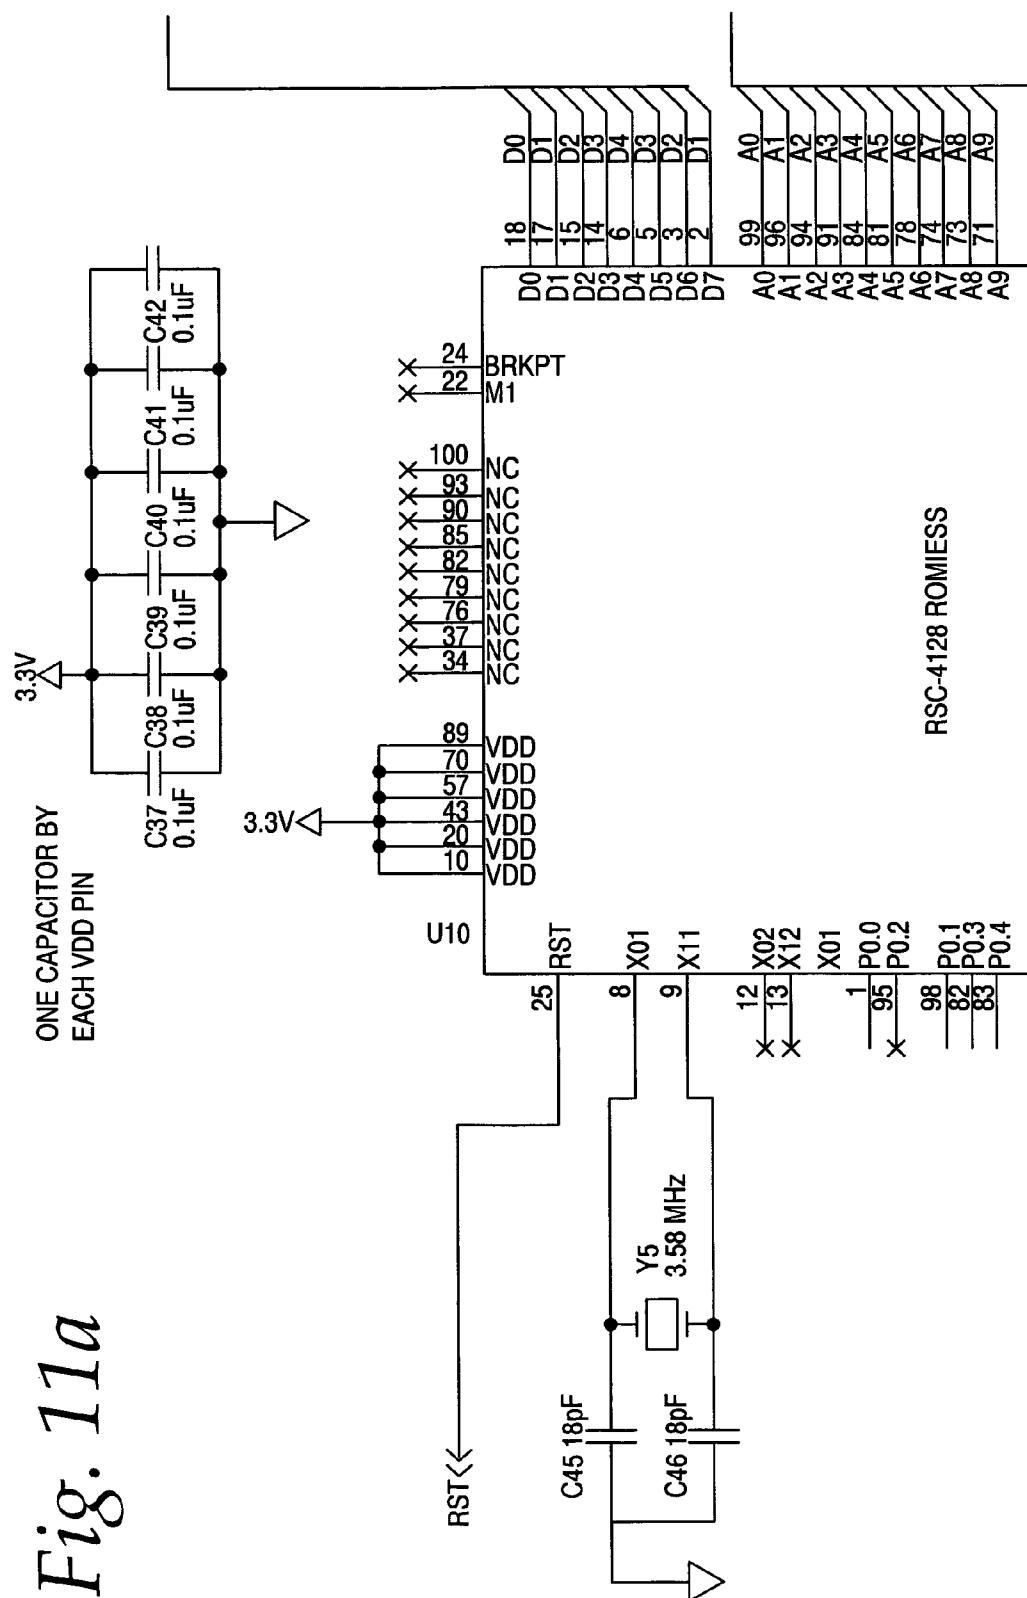 Fig. 11a
ONE CAPACITOR BY
EACH VDD PIN
3.3V
C37
0.1uF
C38
0.1uF
C39
0.1uF
C40
0.1uF
C41
0.1uF
C42
0.1uF
3.3V
U10
10 VDD
20 VDD
43 VDD
57 VDD
70 VDD
89 VDD
34 NC
37 NC
76 NC
79 NC
82 NC
85 NC
90 NC
93 NC
100 NC
22 M1
24 BRKPT
RST
25 RST
8 X01
9 X11
12 X02
13 X12
X01
1 P0.0
95 P0.2
98 P0.1
82 P0.3
83 P0.4
C45 18pF
C46 18pF
Y5
3.58 MHz
RSC-4128 ROMIESS
D0 18 D0
D1 17 D1
D2 15 D2
D3 14 D3
D4 6 D4
D5 5 D3
D6 3 D2
D7 2 D1
A0 99 A0
A1 96 A1
A2 94 A2
A3 91 A3
A4 84 A4
A5 81 A5
A6 78 A6
A7 74 A7
A8 73 A8
A9 71 A9